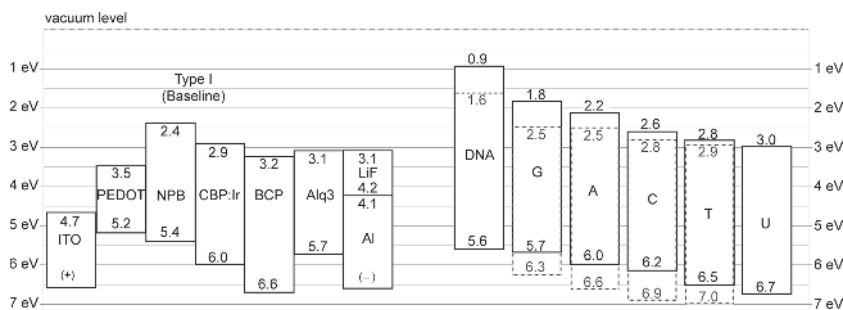 vacuum level
1 eV
2 eV
3 eV
4 eV
5 eV
6 eV
7 eV
Type I
(Baseline)
4.7
ITO
(+)
3.5
PEDOT
5.2
2.4
NPB
5.4
2.9
CBP:Ir
6.0
3.2
BCP
6.6
3.1
Alq3
5.7
3.1
LiF
4.2
4.1
Al
(–)
0.9
1.6
DNA
5.6
1.8
2.5
G
5.7
6.3
2.2
2.5
A
6.0
6.6
2.6
2.8
C
6.2
6.9
2.8
2.9
T
6.5
7.0
3.0
U
6.7
1 eV
2 eV
3 eV
4 eV
5 eV
6 eV
7 eV